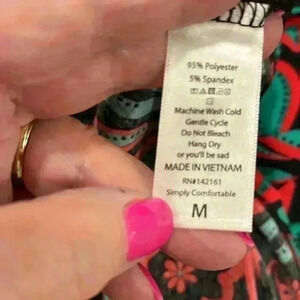 95% Polyester
5% Spandex
Machine Wash Cold
Gentle Cycle
Do Not Bleach
Hang Dry
or you'll be sad
MADE IN VIETNAM
RN#142161
Simply Comfortable
M